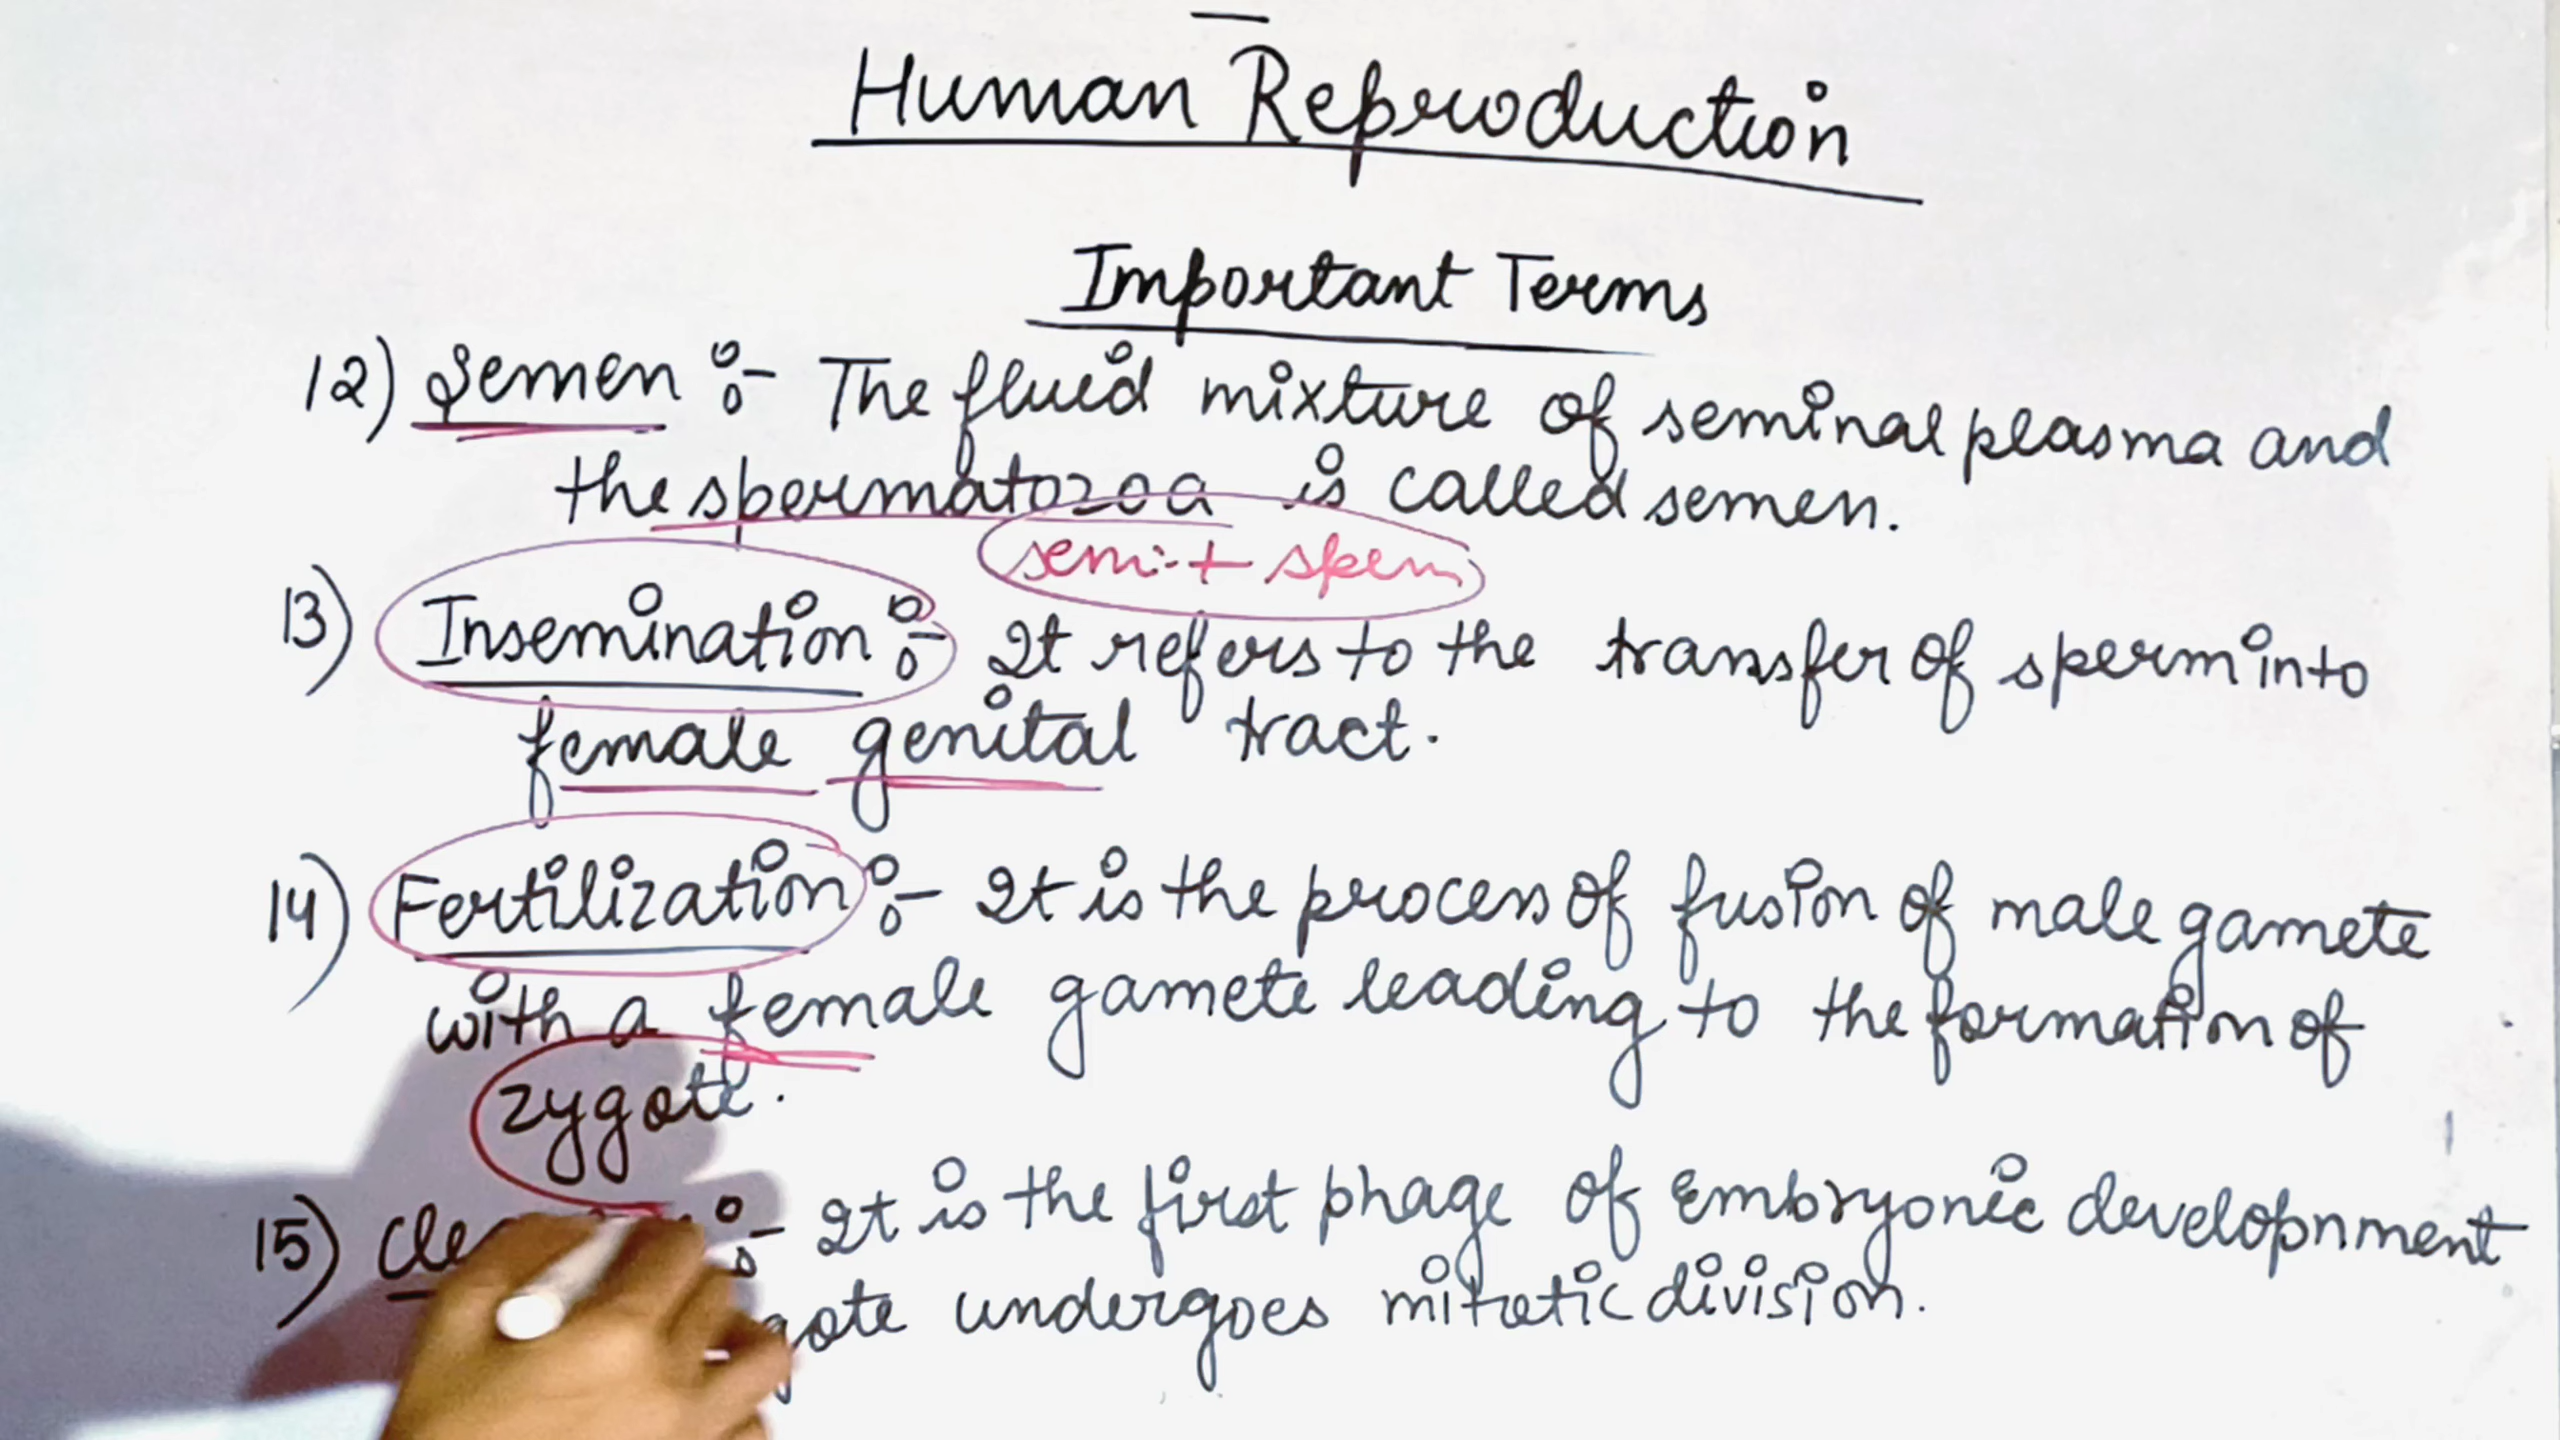 Human Reproduction
Important Terms
12) Semen :- The fluid mixture of seminal plasma and
the spermatozoa is called semen.
semi + sperm
13) Insemination :- It refers to the transfer of sperm into
female genital tract.
14) Fertilization :- It is the process of fusion of male gamete
with a female gamete leading to the formation of
zygote.
15) :- It is the first phage of Embryonic development
undergoes mitotic division.